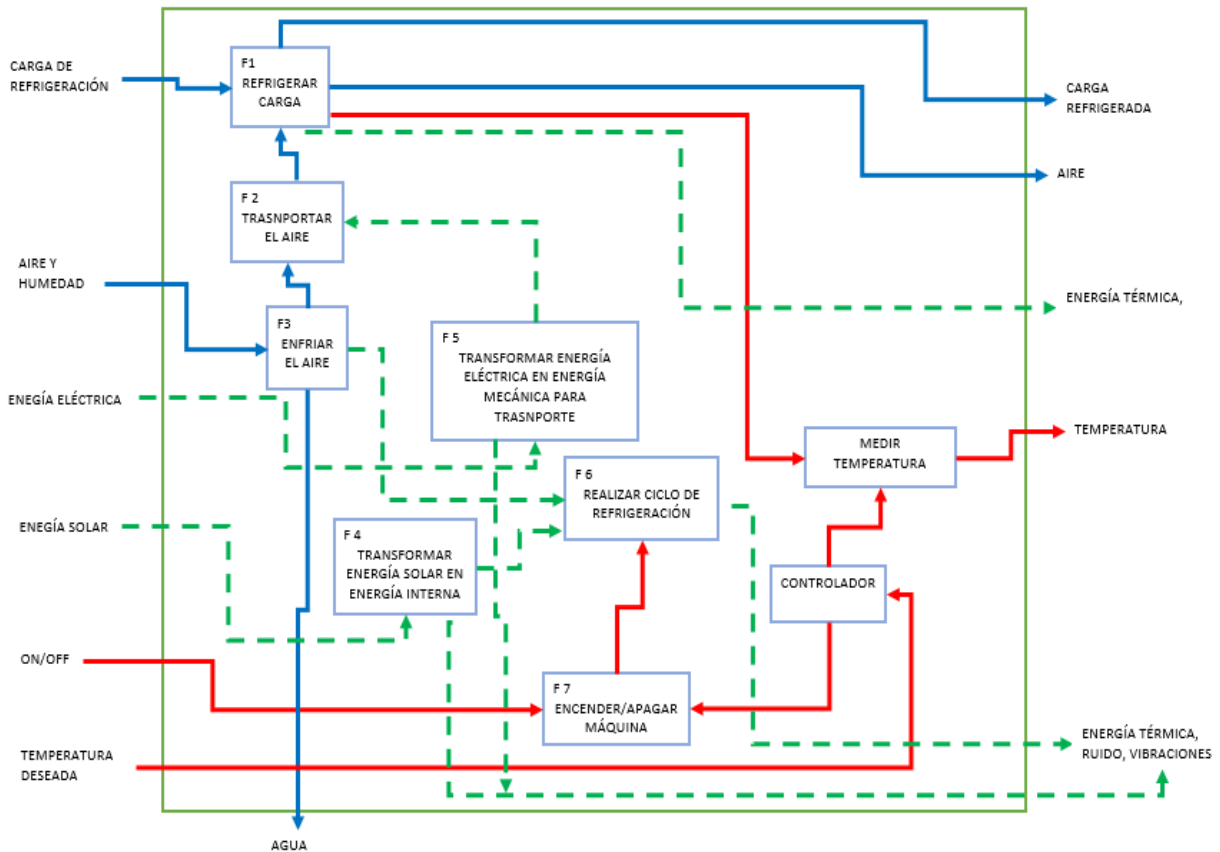 CARGA DE
REFRIGERACIÓN
F1
REFRIGERAR
CARGA
CARGA
REFRIGERADA
AIRE
F 2
TRASNPORTAR
EL AIRE
AIRE Y
HUMEDAD
F3
ENFRIAR
EL AIRE
ENERGÍA TÉRMICA,
F 5
TRANSFORMAR ENERGÍA
ELÉCTRICA EN ENERGÍA
MECÁNICA PARA
TRASNPORTE
ENEGÍA ELÉCTRICA
MEDIR
TEMPERATURA
TEMPERATURA
F 6
REALIZAR CICLO DE
REFRIGERACIÓN
ENEGÍA SOLAR
F 4
TRANSFORMAR
ENERGÍA SOLAR EN
ENERGÍA INTERNA
CONTROLADOR
ON/OFF
F 7
ENCENDER/APAGAR
MÁQUINA
TEMPERATURA
DESEADA
ENERGÍA TÉRMICA,
RUIDO, VIBRACIONES
AGUA